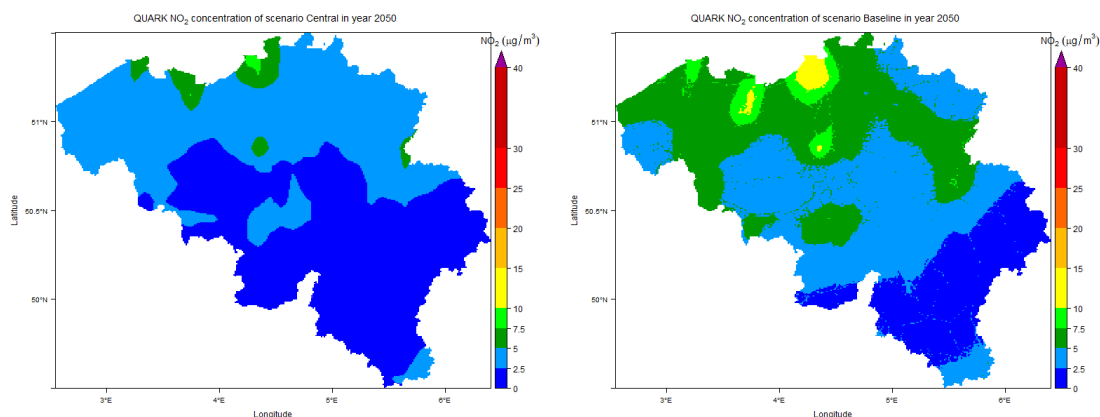 QUARK NO₂ concentration of scenario Central in year 2050
NO₂ (μg/m³)
40
30
25
20
15
10
7.5
5
2.5
0
51°N
50.5°N
50°N
Latitude
3°E
4°E
5°E
6°E
Longitude
QUARK NO₂ concentration of scenario Baseline in year 2050
NO₂ (μg/m³)
40
30
25
20
15
10
7.5
5
2.5
0
51°N
50.5°N
50°N
Latitude
3°E
4°E
5°E
6°E
Longitude